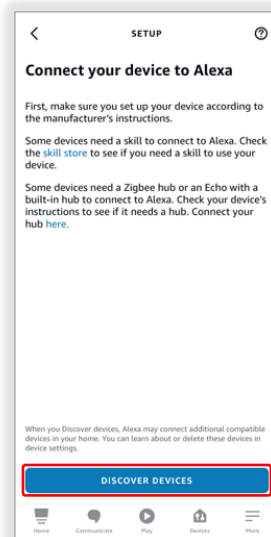 SETUP
Connect your device to Alexa
First, make sure you set up your device according to
the manufacturer's instructions.
Some devices need a skill to connect to Alexa. Check
the skill store to see if you need a skill to use your
device.
Some devices need a Zigbee hub or an Echo with a
built-in hub to connect to Alexa. Check your device's
instructions to see if it needs a hub. Connect your
hub here.
When you Discover devices, Alexa may connect additional compatible
devices in your home. You can learn about or delete these devices in
device settings.
DISCOVER DEVICES
Home Communicate Play Devices More